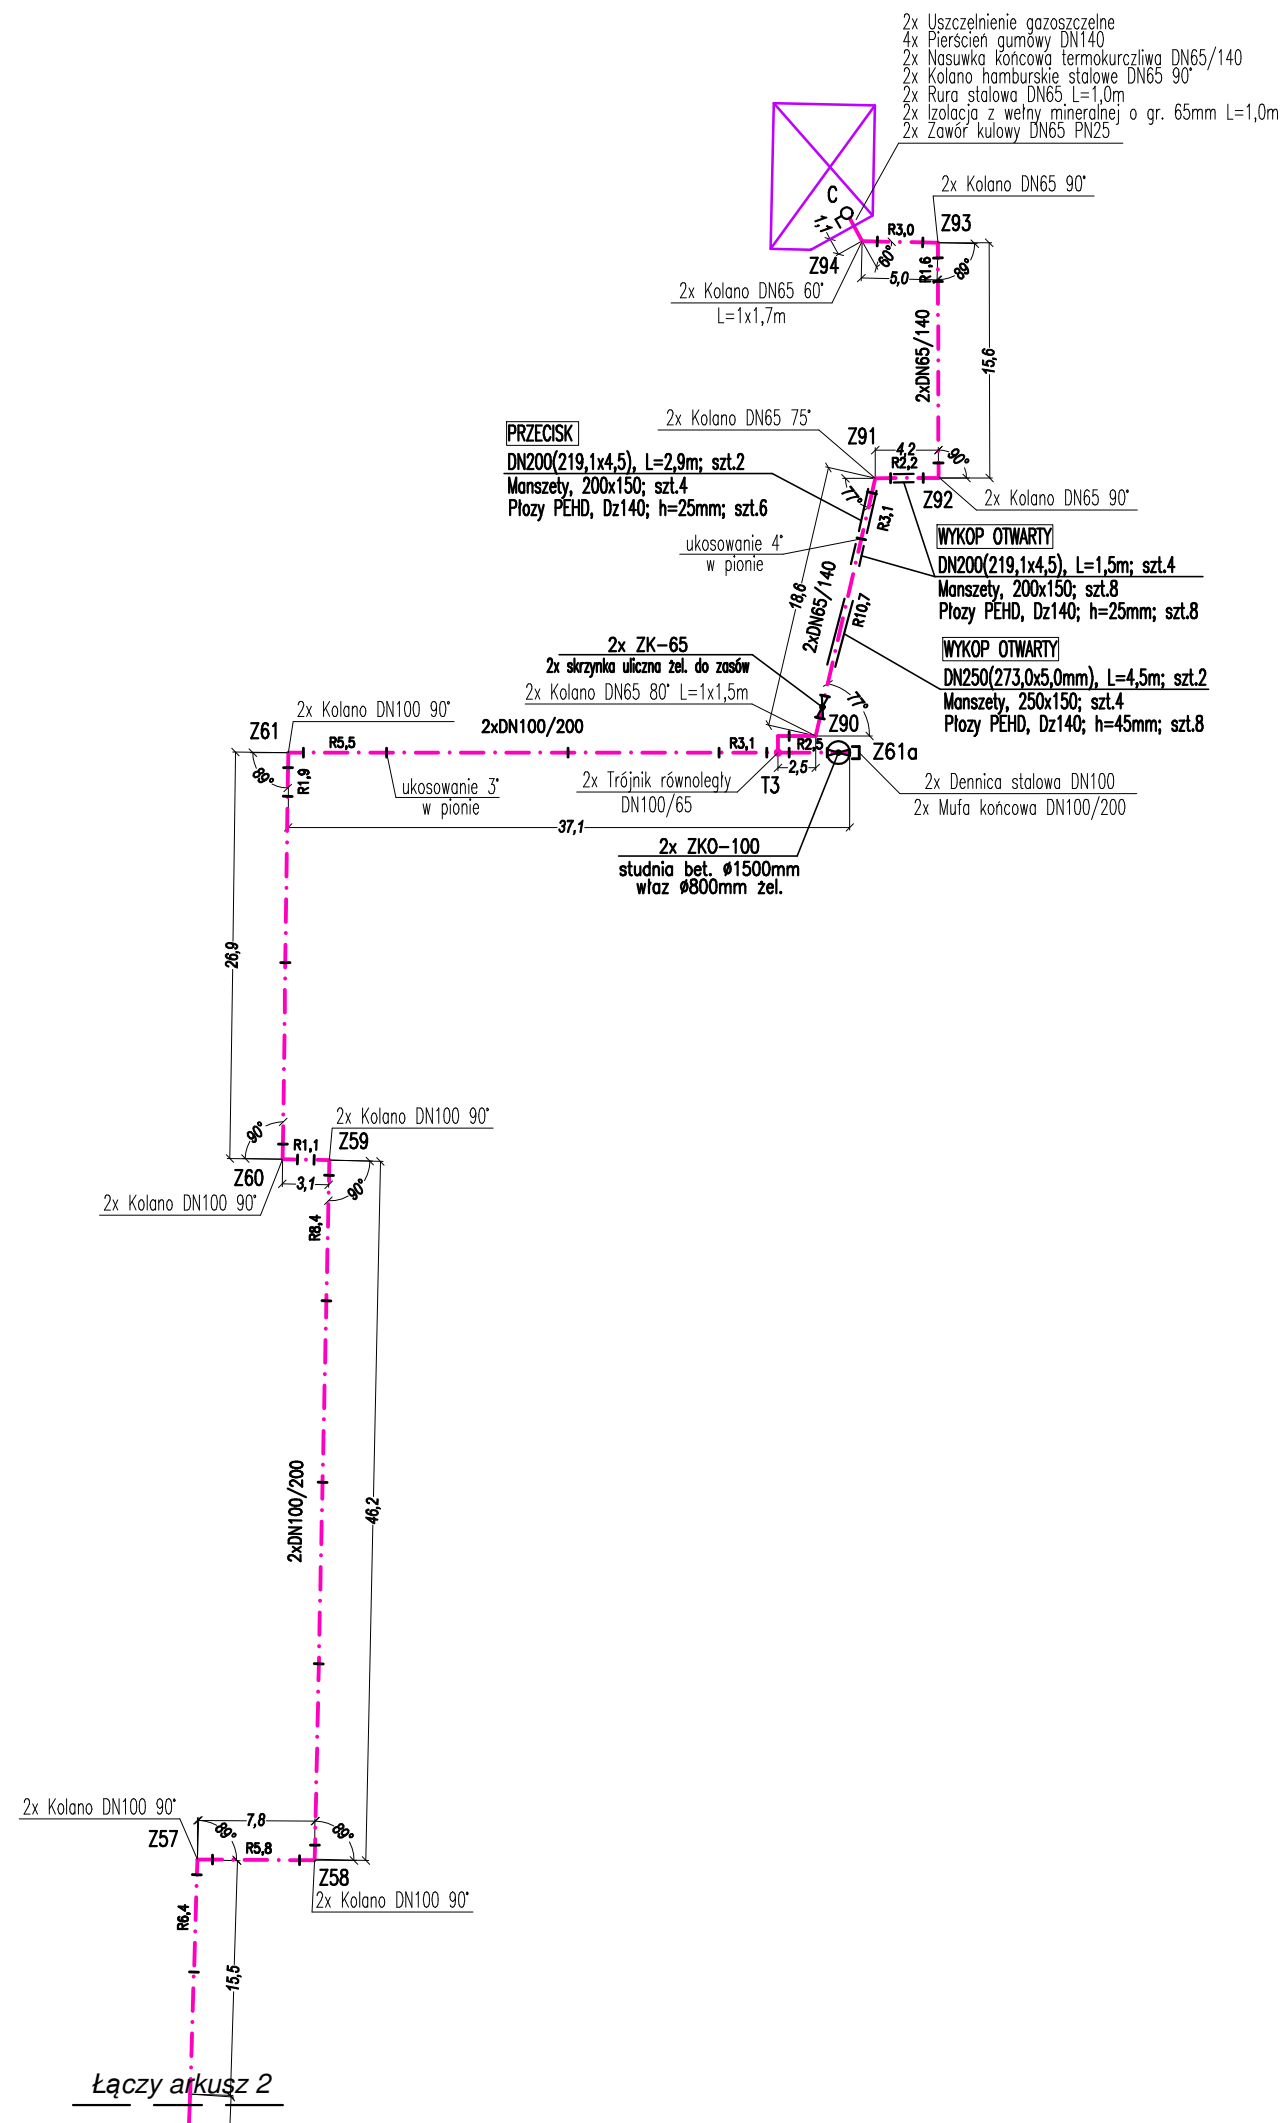 2x Uszczelnienie gazoszczelne
4x Pierścień gumowy DN140
2x Nasuwka końcowa termokurczliwa DN65/140
2x Kolano hamburskie stalowe DN65 90°
2x Rura stalowa DN65 L=1,0m
2x Izolacja z wełny mineralnej o gr. 65mm L=1,0m
2x Zawór kulowy DN65 PN25
2x Kolano DN65 90°
C
1,1
Z94
R3,0
Z93
60°
5,0
R1,6
89°
2x Kolano DN65 60°
L=1x1,7m
2xDN65/140
15,6
2x Kolano DN65 75°
Z91
4,2
R2,2
90°
Z92
2x Kolano DN65 90°
PRZECISK
DN200(219,1x4,5), L=2,9m; szt.2
Manszety, 200x150; szt.4
Płozy PEHD, Dz140; h=25mm; szt.6
77°
R3,1
ukosowanie 4°
w pionie
WYKOP OTWARTY
DN200(219,1x4,5), L=1,5m; szt.4
Manszety, 200x150; szt.8
Płozy PEHD, Dz140; h=25mm; szt.8
18,6
2xDN65/140
R10,7
WYKOP OTWARTY
DN250(273,0x5,0mm), L=4,5m; szt.2
Manszety, 250x150; szt.4
Płozy PEHD, Dz140; h=45mm; szt.8
2x ZK-65
2x skrzynka uliczna żel. do zasów
2x Kolano DN65 80° L=1x1,5m
77°
Z90
2x Kolano DN100 90°
Z61
R5,5
2xDN100/200
R3,1
R2,5
Z61a
89°
R1,9
ukosowanie 3°
w pionie
2x Trójnik równoległy
DN100/65
T3
2,5
2x Dennica stalowa DN100
2x Mufa końcowa DN100/200
37,1
2x ZKO-100
studnia bet. ø1500mm
właz ø800mm żel.
26,9
90°
2x Kolano DN100 90°
R1,1
Z59
Z60
3,1
90°
2x Kolano DN100 90°
R8,4
2xDN100/200
46,2
2x Kolano DN100 90°
7,8
Z57
89°
R5,8
89°
Z58
2x Kolano DN100 90°
R6,4
15,5
Łączy arkusz 2